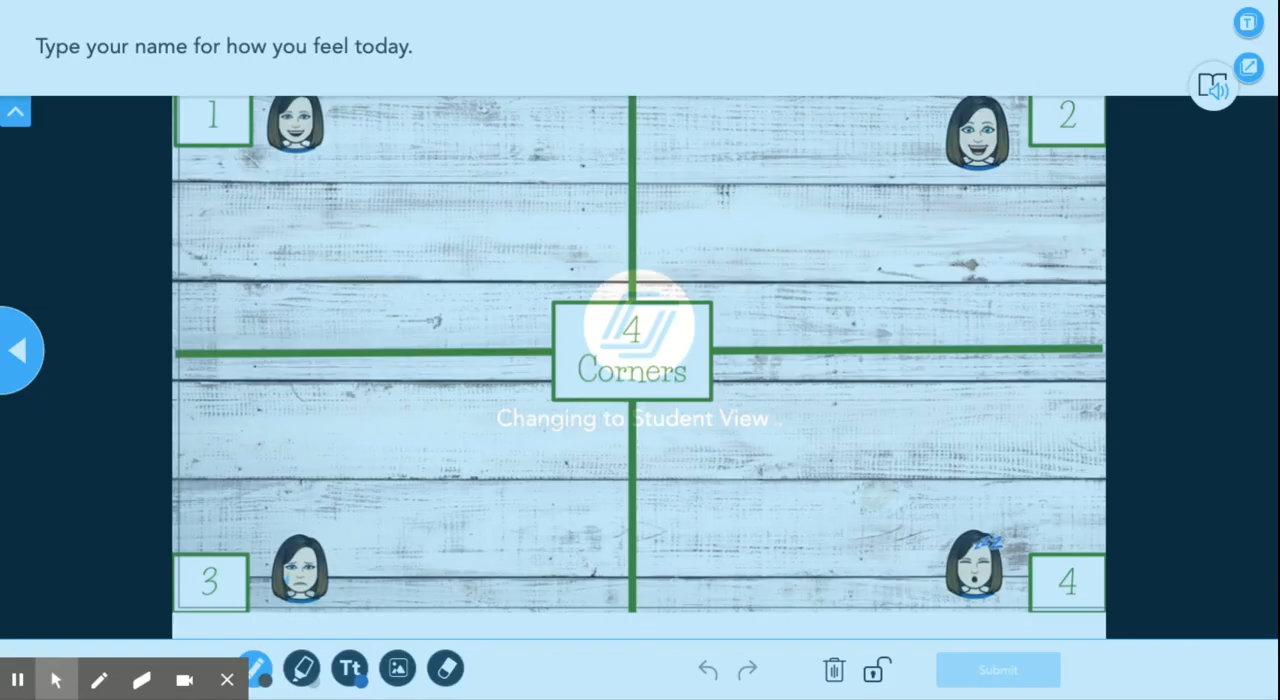 Type your name for how you feel today.
T
1
2
4
Corners
Changing to Student View .
3
zzz
4
Tt
Submit